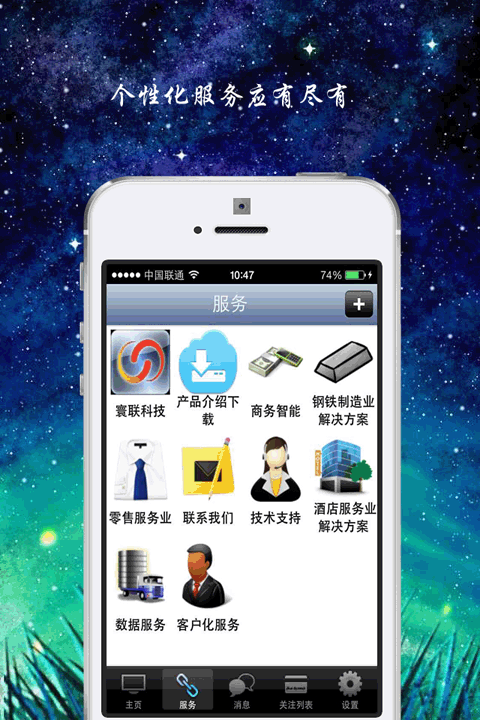 个性化服务应有尽有
中国联通 10:47 74%
服务 +
寰联科技
产品介绍下
载
商务智能
钢铁制造业
解决方案
零售服务业
联系我们
技术支持
酒店服务业
解决方案
数据服务
客户化服务
主页 服务 消息 关注列表 设置